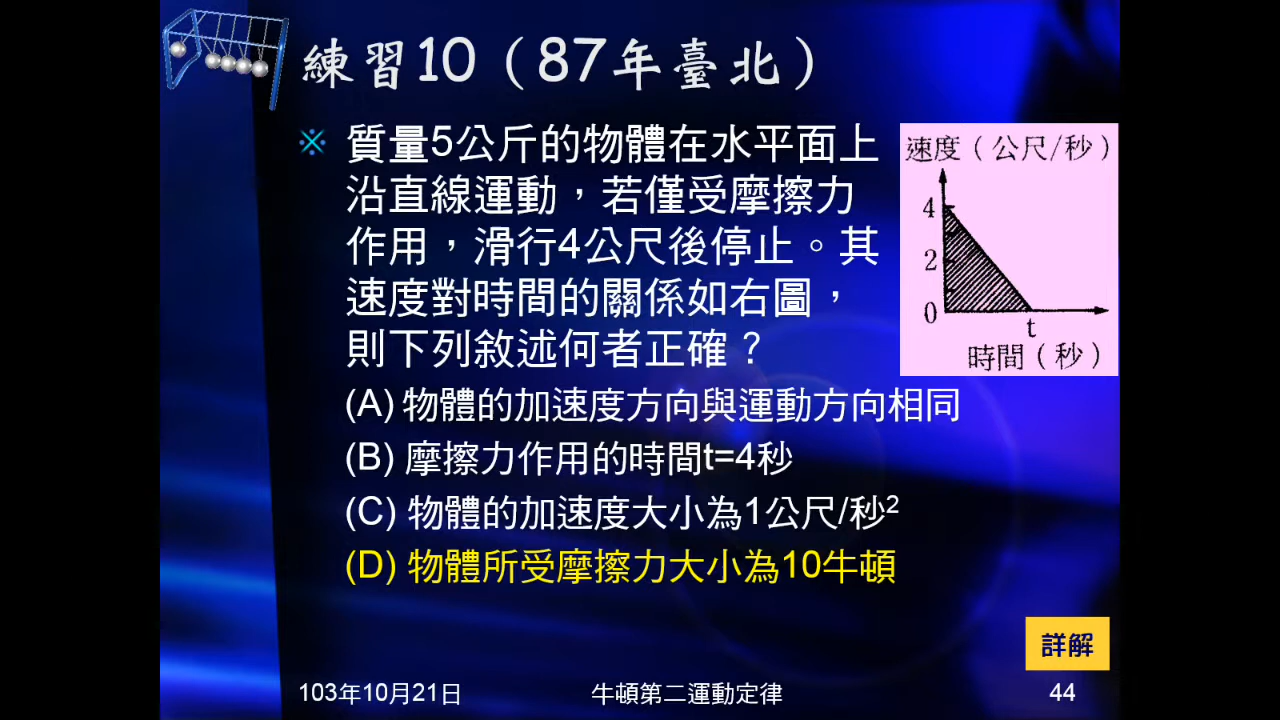 練習10（87年臺北）
※ 質量5公斤的物體在水平面上
沿直線運動，若僅受摩擦力
作用，滑行4公尺後停止。其
速度對時間的關係如右圖，
則下列敘述何者正確？
速度（公尺/秒）
4
2
0
t
時間（秒）
(A) 物體的加速度方向與運動方向相同
(B) 摩擦力作用的時間t=4秒
(C) 物體的加速度大小為1公尺/秒²
(D) 物體所受摩擦力大小為10牛頓
詳解
103年10月21日
牛頓第二運動定律
44